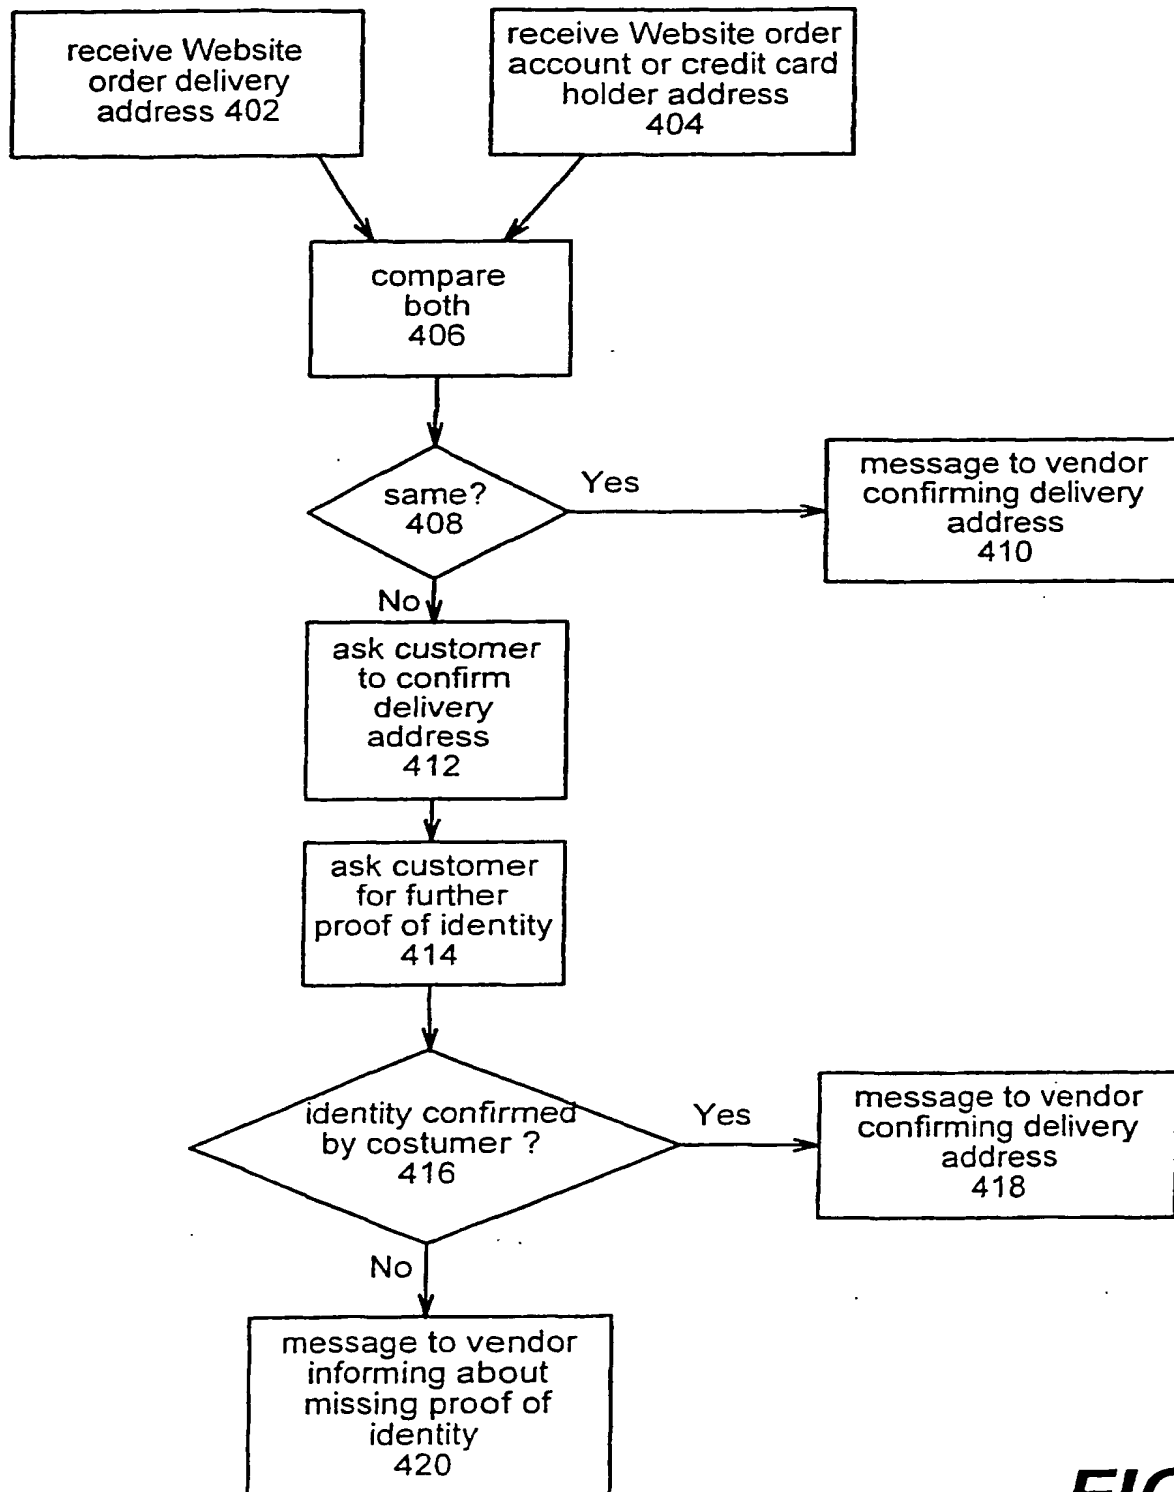 receive Website
order delivery
address 402
receive Website order
account or credit card
holder address
404
compare
both
406
same?
408
Yes
message to vendor
confirming delivery
address
410
No
ask customer
to confirm
delivery
address
412
ask customer
for further
proof of identity
414
identity confirmed
by costumer ?
416
Yes
message to vendor
confirming delivery
address
418
No
message to vendor
informing about
missing proof of
identity
420
FIG